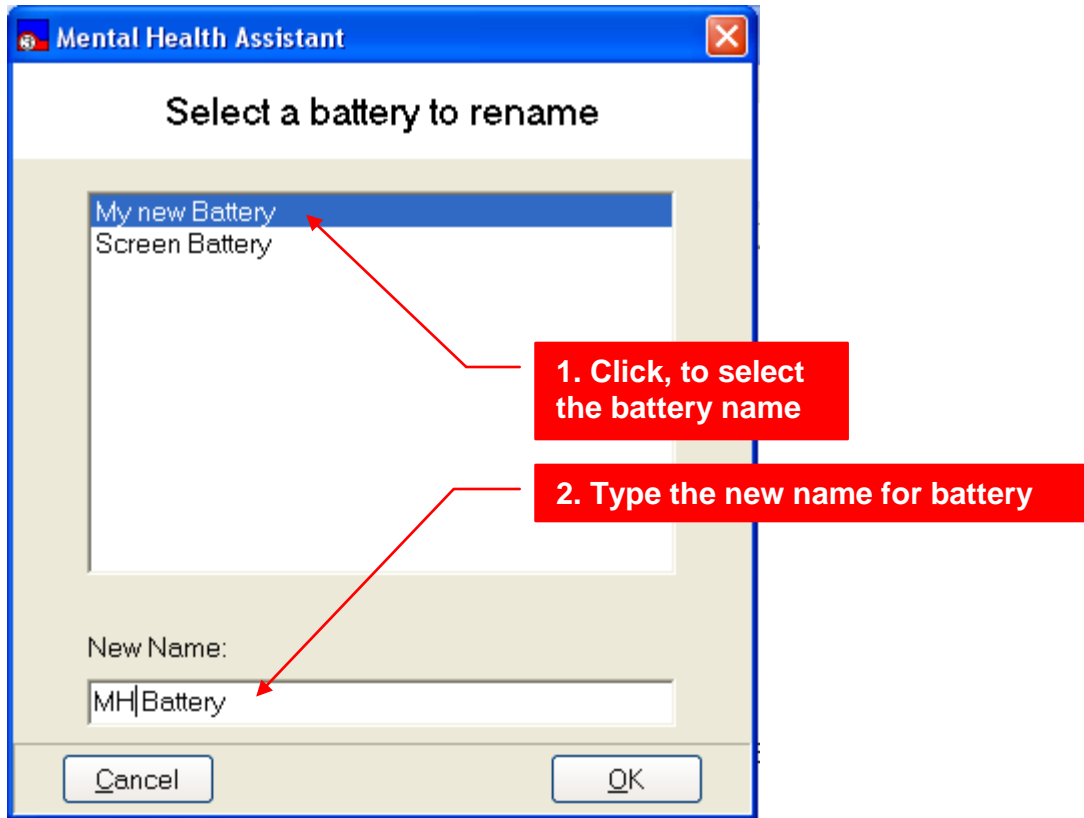 Mental Health Assistant
Select a battery to rename
My new Battery
Screen Battery
1. Click, to select
the battery name
2. Type the new name for battery
New Name:
MH Battery
Cancel
OK